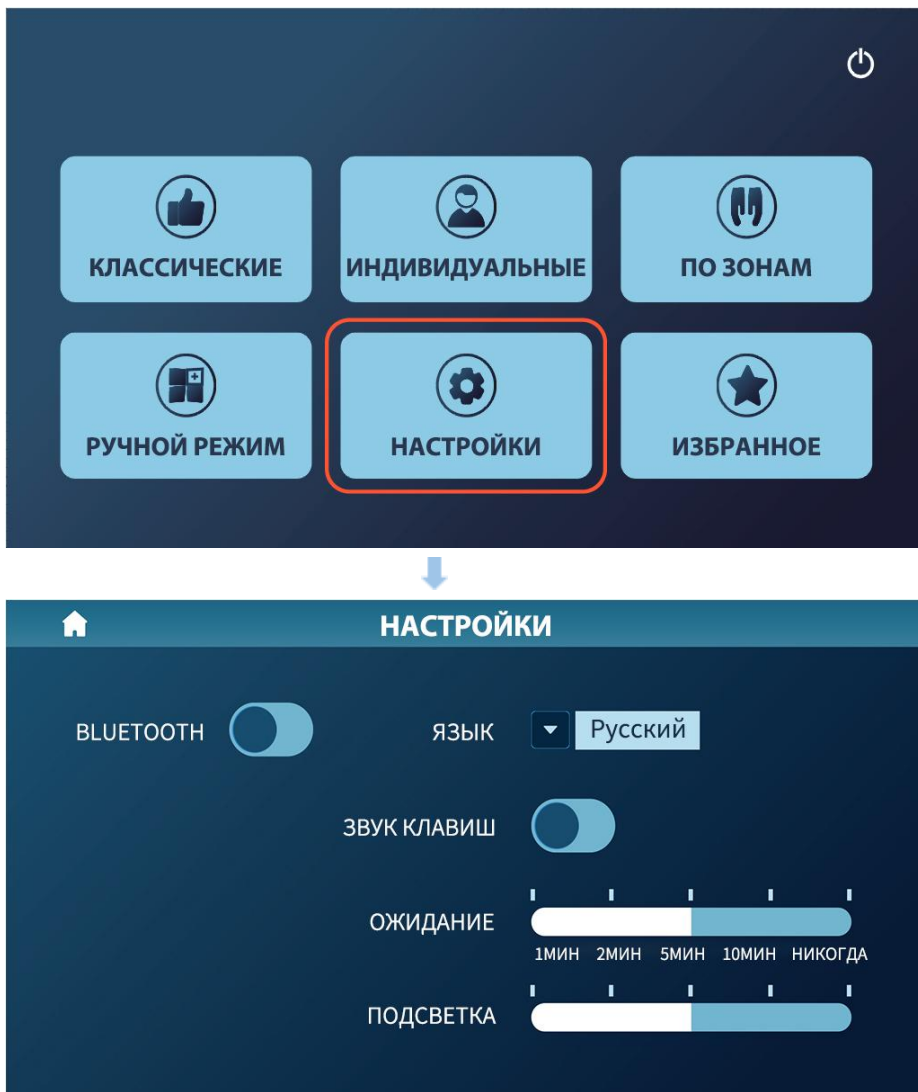 КЛАССИЧЕСКИЕ ИНДИВИДУАЛЬНЫЕ ПО ЗОНАМ
РУЧНОЙ РЕЖИМ НАСТРОЙКИ ИЗБРАННОЕ
НАСТРОЙКИ
BLUETOOTH ЯЗЫК Русский
ЗВУК КЛАВИШ
ОЖИДАНИЕ
1МИН 2МИН 5МИН 10МИН НИКОГДА
ПОДСВЕТКА